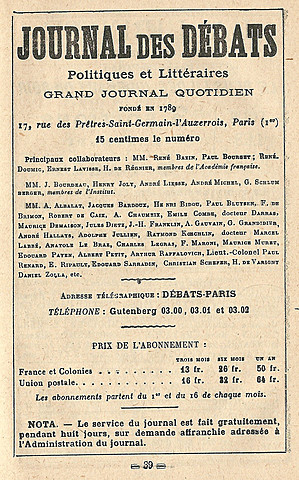 JOURNAL DES DÉBATS
Politiques et Littéraires
GRAND JOURNAL QUOTIDIEN
FONDÉ EN 1789
17, rue des Prêtres-Saint-Germain-l'Auxerrois, Paris (1er)
15 centimes le numéro
Principaux collaborateurs : MM. RENÉ BAZIN, PAUL BOURGET, RENÉ
DOUMIC, ERNEST LAVISSE, H. DE RÉGNIER, membres de l'Académie française.
MM. J. BOURDEAU, HENRI JOLY, ANDRÉ LIESSE, ANDRÉ MICHEL, G. SCHLUM
BERGER, membres de l'Institut.
MM. A. ALBALAT, JACQUES BARDOUX, HENRI BIDOU, PAUL BLUYSEN, F. DE
BRIMON, ROBERT DE CAIX, A. CHAUMEIX, EMILE COMBE, docteur DARRAS,
MAURICE DEMAISON, JULES DIETZ, J.-H. FRANKLIN, A. GAUVAIN, O. GRANDIDIER,
ANDRÉ HALLAYS, ADOLPHE JULLIEN, RAYMOND KŒCHLIN, docteur MARCEL
LABBÉ, ANATOLE LE BRAS, CHARLES LEGRAS, F. MARONI, MAURICE MURET,
EDOUARD PAYEN, ALBERT PETIT, ARTHUR RAFFALOVICH, Lieut.-Colonel PAUL
RENARD, E. RIPAULT, EDOUARD SARRADIN, CHRISTIAN SCHEFER, H. DE VARIGNY
DANIEL ZOLLA, etc.
ADRESSE TÉLÉGRAPHIQUE : DÉBATS-PARIS
TÉLÉPHONE : Gutenberg 03.00, 03.01 et 03.02
PRIX DE L'ABONNEMENT :
TROIS MOIS SIX MOIS UN AN
France et Colonies . . . . . . . . 13 fr. 26 fr. 50 fr.
Union postale . . . . . . . . . . 16 fr. 32 fr. 64 fr.
Les abonnements partent du 1er et du 16 de chaque mois.
NOTA. — Le service du journal est fait gratuitement,
pendant huit jours, sur demande affranchie adressée à
l'Administration du journal.
39